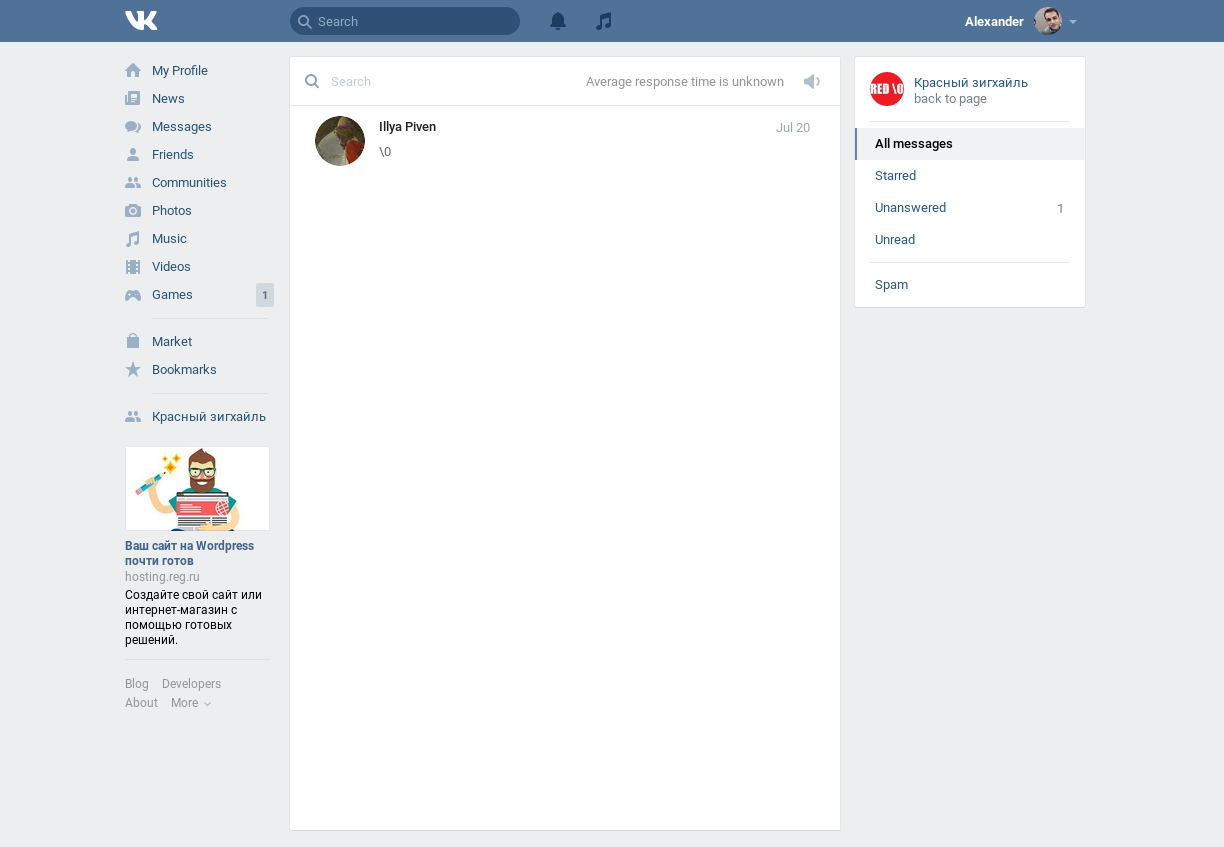 Search
Alexander
My Profile
News
Messages
Friends
Communities
Photos
Music
Videos
Games 1
Market
Bookmarks
Красный зигхайль
Ваш сайт на Wordpress
почти готов
hosting.reg.ru
Создайте свой сайт или
интернет-магазин с
помощью готовых
решений.
Blog Developers
About More
Search Average response time is unknown
Illya Piven Jul 20
\0
RED \0
Красный зигхайль
back to page
All messages
Starred
Unanswered 1
Unread
Spam